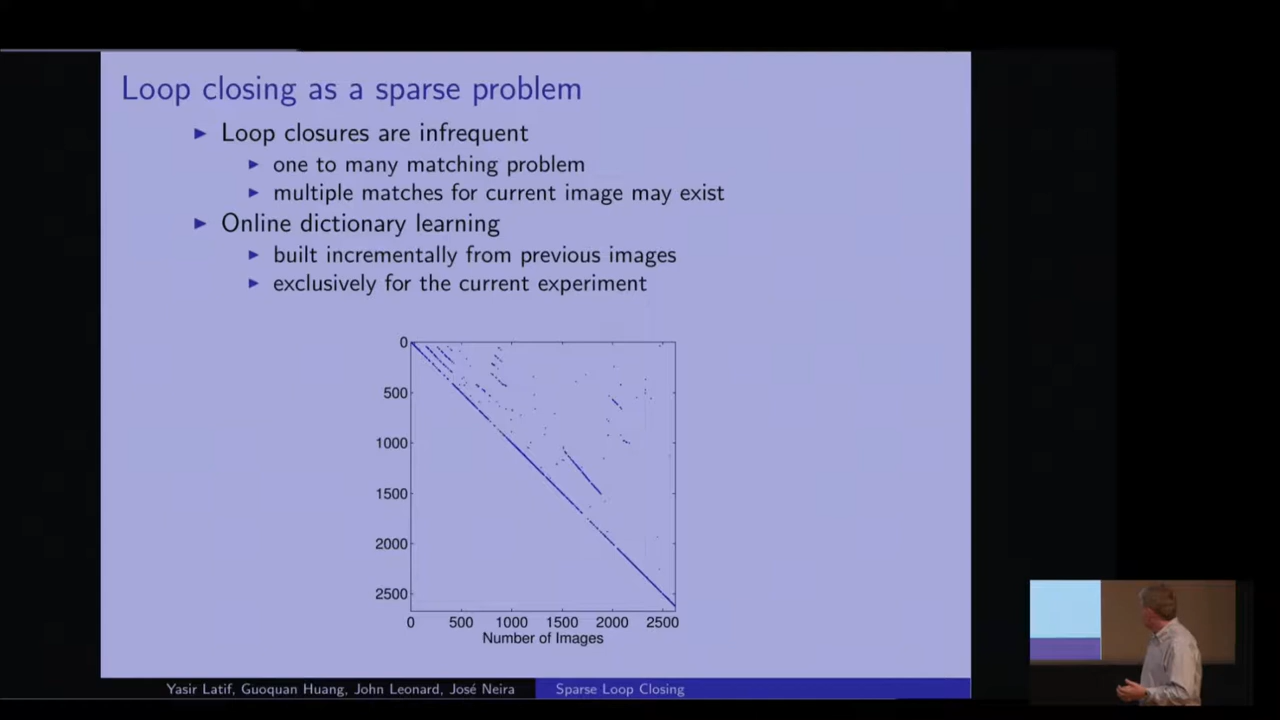 Loop closing as a sparse problem
▶ Loop closures are infrequent
▶ one to many matching problem
▶ multiple matches for current image may exist
▶ Online dictionary learning
▶ built incrementally from previous images
▶ exclusively for the current experiment
0
500
1000
1500
2000
2500
0 500 1000 1500 2000 2500
Number of Images
Yasir Latif, Guoquan Huang, John Leonard, José Neira Sparse Loop Closing